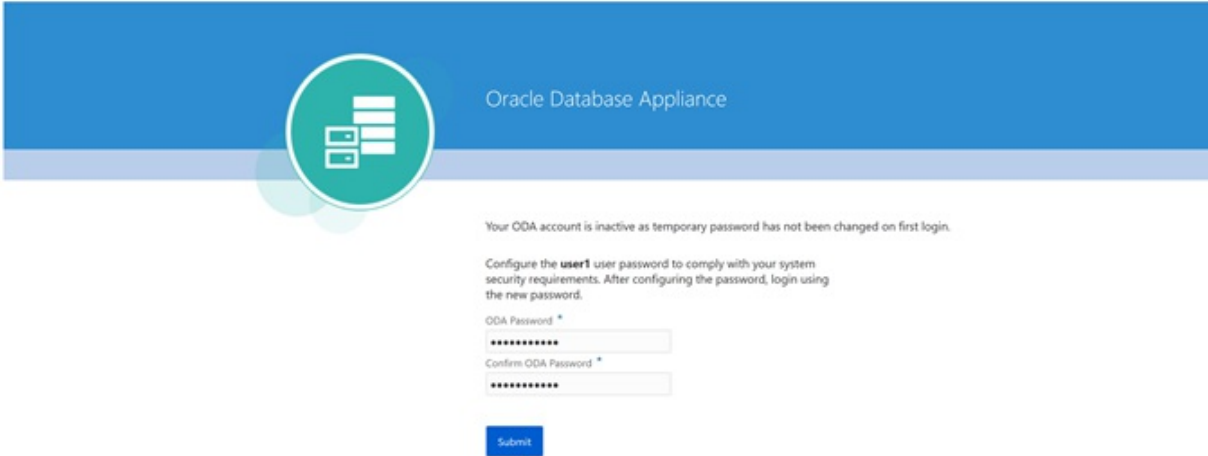 Oracle Database Appliance
Your ODA account is inactive as temporary password has not been changed on first login.
Configure the user1 user password to comply with your system
security requirements. After configuring the password, login using
the new password.
ODA Password *
•••••••••••
Confirm ODA Password *
•••••••••••
Submit